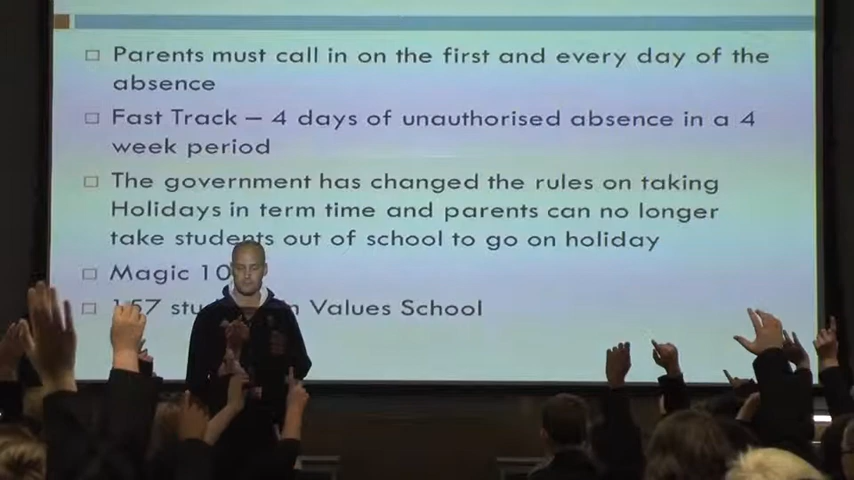 Parents must call in on the first and every day of the
absence
Fast Track – 4 days of unauthorised absence in a 4
week period
The government has changed the rules on taking
Holidays in term time and parents can no longer
take students out of school to go on holiday
Magic 10
157 Values School